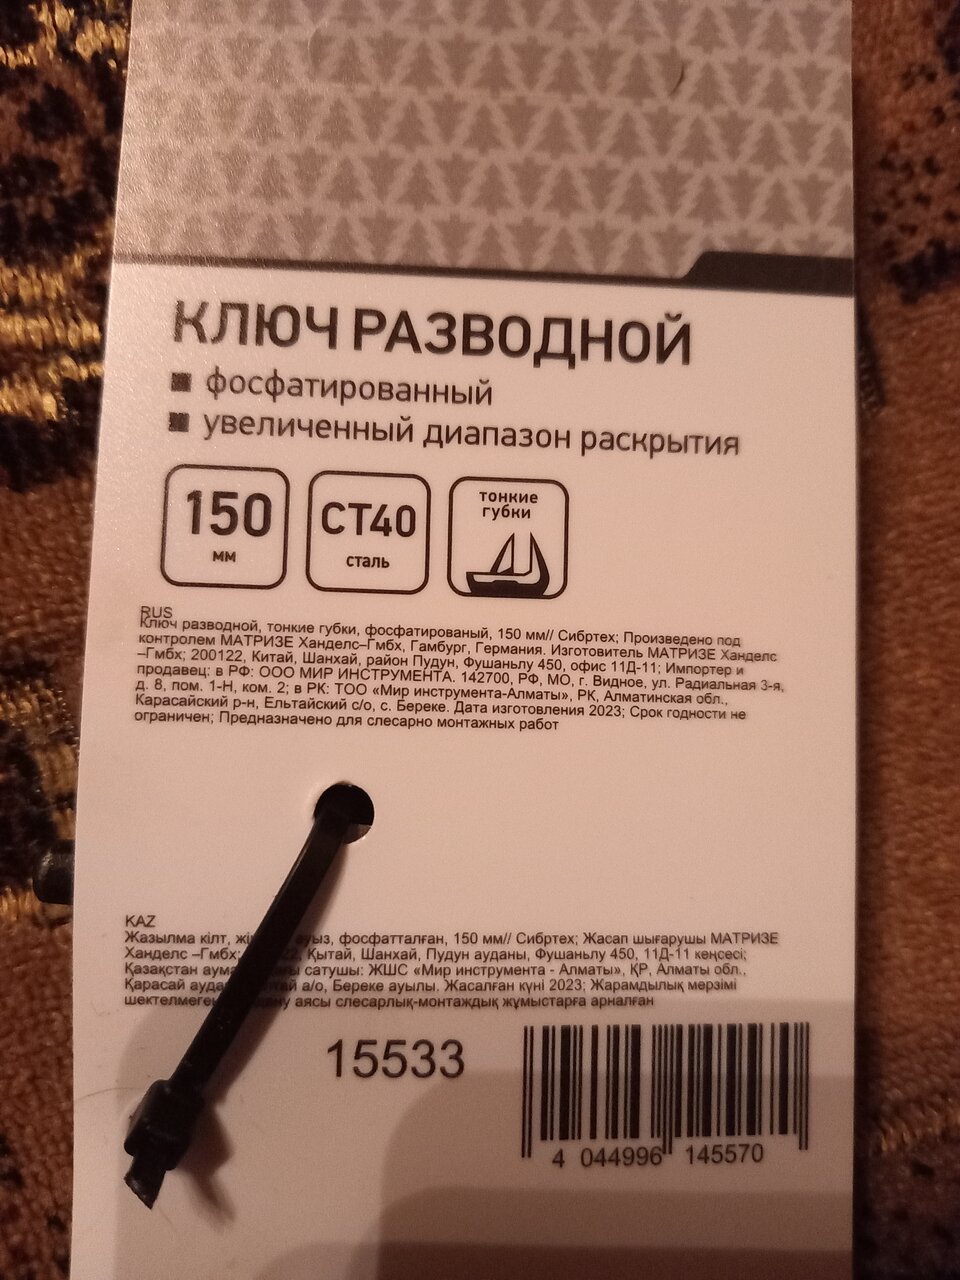 КЛЮЧ РАЗВОДНОЙ
фосфатированный
увеличенный диапазон раскрытия
150
мм
СТ40
сталь
тонкие
губки
RUS
Ключ разводной, тонкие губки, фосфатированый, 150 мм// Сибртех; Произведено под
контролем МАТРИЗЕ Ханделс–Гмбх, Гамбург, Германия. Изготовитель МАТРИЗЕ Ханделс
–Гмбх; 200122, Китай, Шанхай, район Пудун, Фушаньлу 450, офис 11Д-11; Импортер и
продавец: в РФ: ООО МИР ИНСТРУМЕНТА. 142700, РФ, МО, г. Видное, ул. Радиальная 3-я,
д. 8, пом. 1-Н, ком. 2; в РК: ТОО «Мир инструмента-Алматы», РК, Алматинская обл.,
Карасайский р-н, Ельтайский с/о, с. Береке. Дата изготовления 2023; Срок годности не
ограничен; Предназначено для слесарно монтажных работ
KAZ
Жазылма кілт, ауыз, фосфатталған, 150 мм// Сибртех; Жасап шығарушы МАТРИЗЕ
Ханделс –Гмбх; Қытай, Шанхай, Пудун ауданы, Фушаньлу 450, 11Д-11 кеңсесі;
Қазақстан сатушы: ЖШС «Мир инструмента - Алматы», ҚР, Алматы обл.,
Қарасай а/о, Береке ауылы. Жасалған күні 2023; Жарамдылық мерзімі
аясы слесарлық-монтаждық жұмыстарға арналған
15533
4 044996 145570